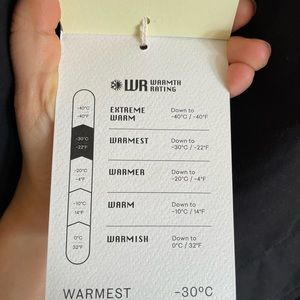 WR WARMTH
RATING
-40°C
-40°F
EXTREME
WARM
Down to
-40°C / -40°F
-30°C
-22°F
WARMEST
Down to
-30°C / -22°F
-20°C
-4°F
WARMER
Down to
-20°C / -4°F
-10°C
14°F
WARM
Down to
-10°C / 14°F
0°C
32°F
WARMISH
Down to
0°C / 32°F
WARMEST -30°C